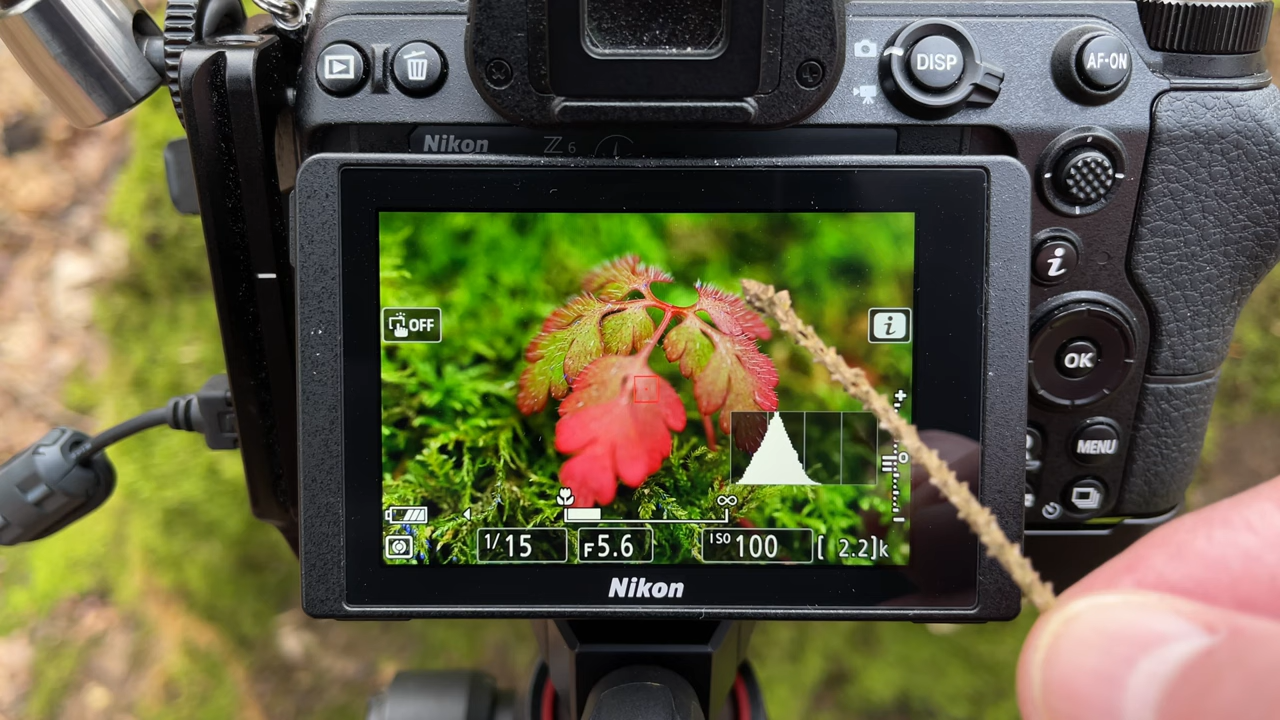 DISP
AF-ON
Nikon Z 6
i
OFF
i
OK
MENU
1/15 F5.6 ISO 100 [ 2.2]k
Nikon